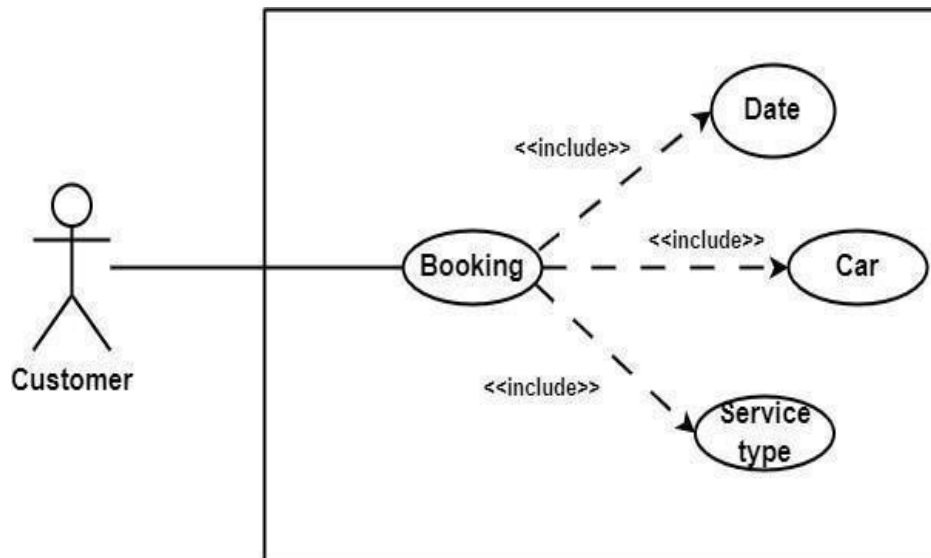 Date
<<include>>
<<include>>
Booking
Car
Customer
<<include>>
Service
type